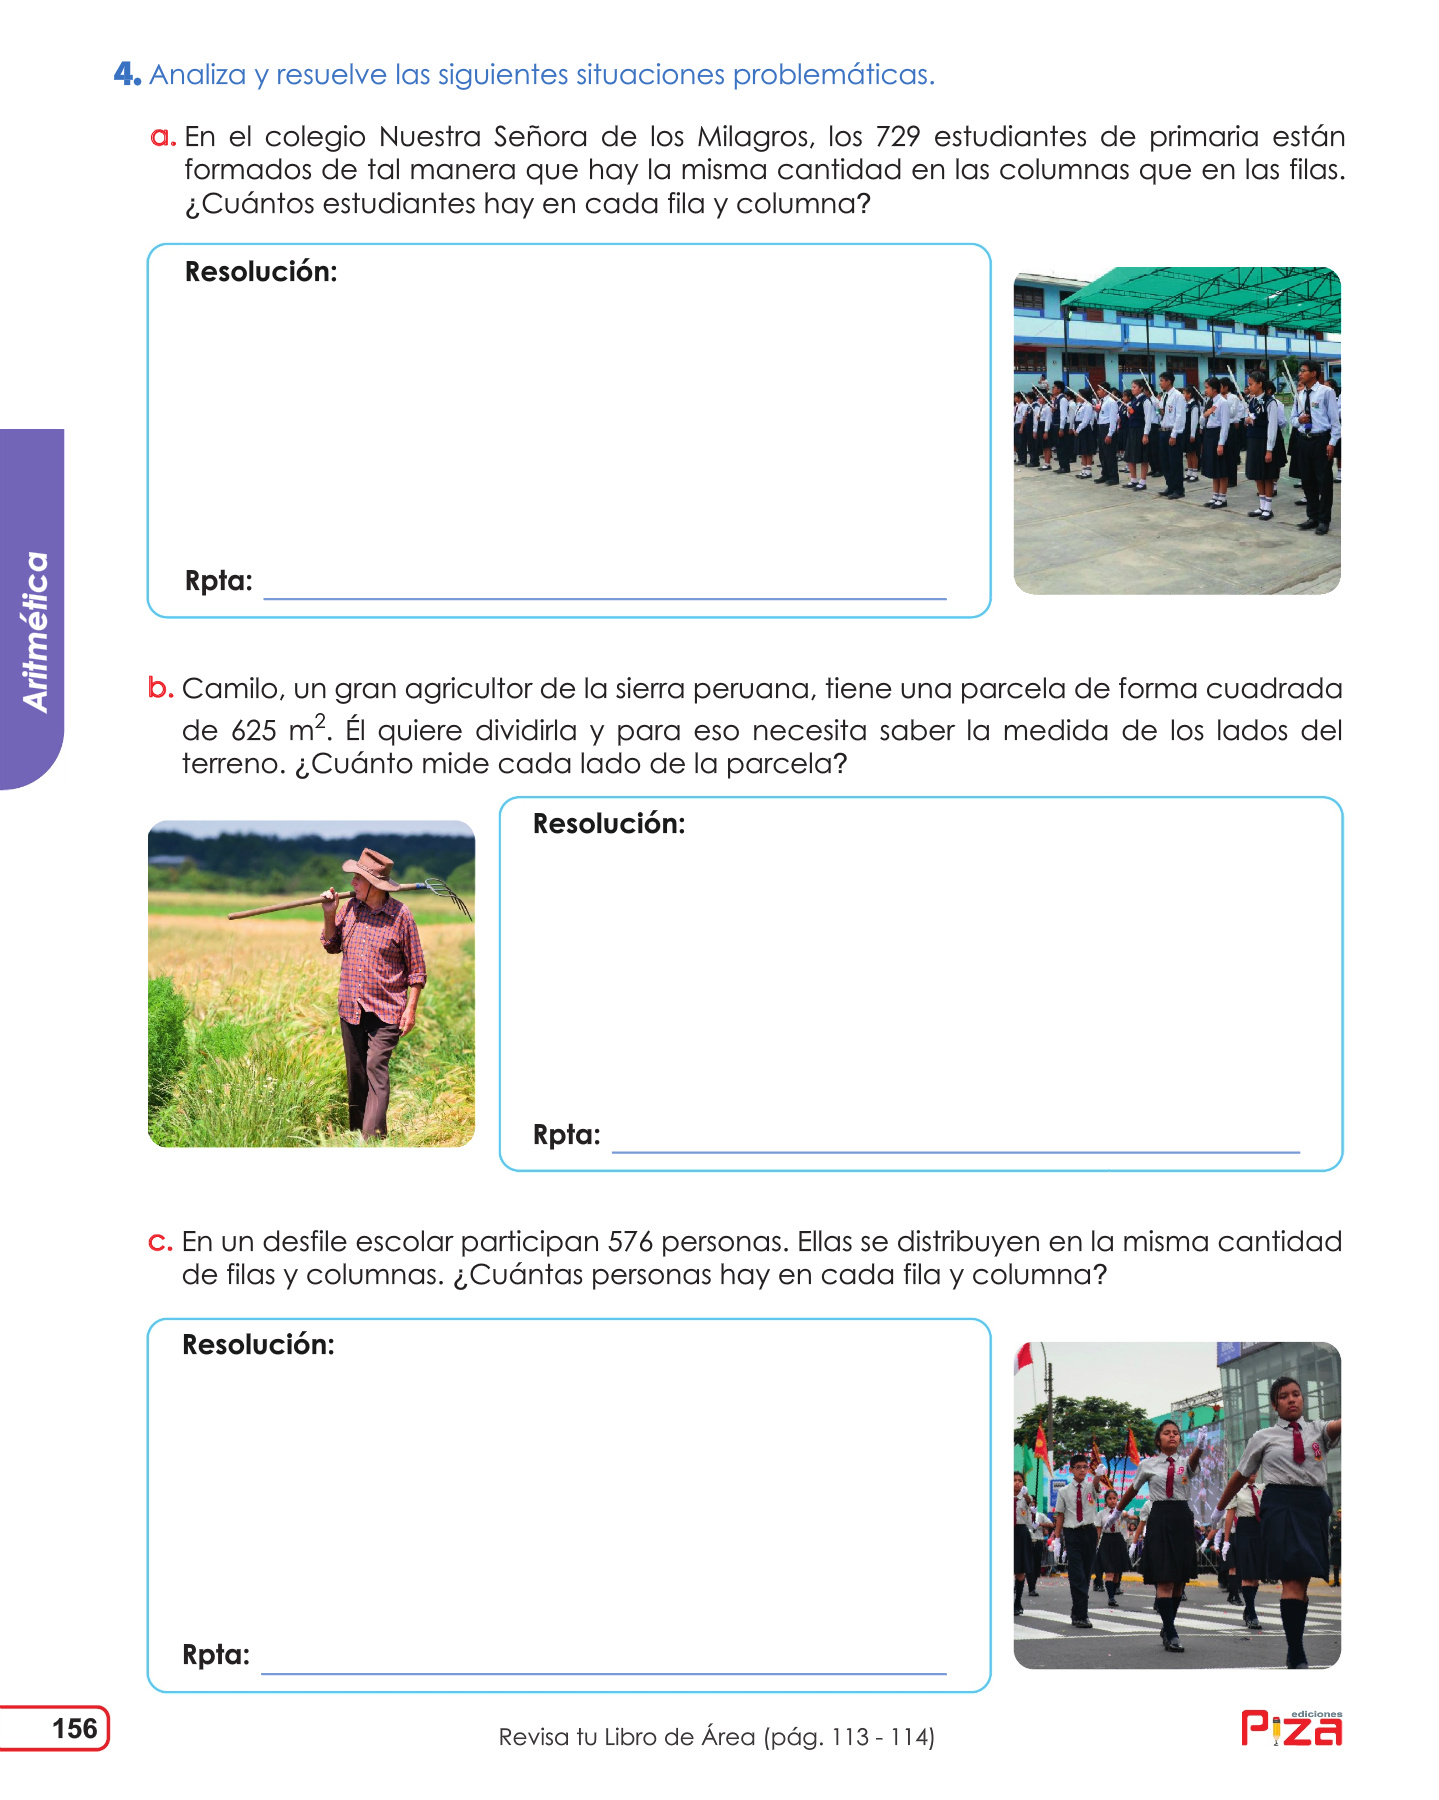 4. Analiza y resuelve las siguientes situaciones problemáticas.
a. En el colegio Nuestra Señora de los Milagros, los 729 estudiantes de primaria están
formados de tal manera que hay la misma cantidad en las columnas que en las filas.
¿Cuántos estudiantes hay en cada fila y columna?
Resolución:
Rpta:
Aritmética
b. Camilo, un gran agricultor de la sierra peruana, tiene una parcela de forma cuadrada
de 625 m². Él quiere dividirla y para eso necesita saber la medida de los lados del
terreno. ¿Cuánto mide cada lado de la parcela?
Resolución:
Rpta:
c. En un desfile escolar participan 576 personas. Ellas se distribuyen en la misma cantidad
de filas y columnas. ¿Cuántas personas hay en cada fila y columna?
Resolución:
Rpta:
156
Revisa tu Libro de Área (pág. 113 - 114)
ediciones
Piza